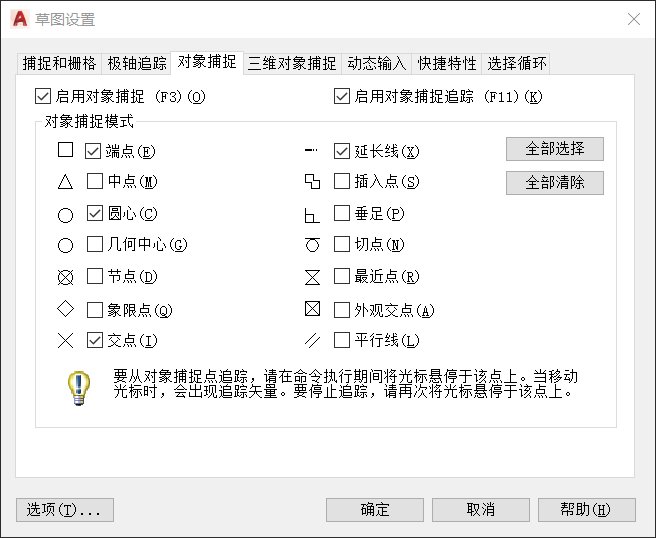 A 草图设置
捕捉和栅格 极轴追踪 对象捕捉 三维对象捕捉 动态输入 快捷特性 选择循环
启用对象捕捉 (F3)(O) 启用对象捕捉追踪 (F11)(K)
对象捕捉模式
端点(E) 延长线(X) 全部选择
中点(M) 插入点(S) 全部清除
圆心(C) 垂足(P)
几何中心(G) 切点(N)
节点(D) 最近点(R)
象限点(Q) 外观交点(A)
交点(I) 平行线(L)
要从对象捕捉点追踪，请在命令执行期间将光标悬停于该点上。当移动
光标时，会出现追踪矢量。要停止追踪，请再次将光标悬停于该点上。
选项(T)... 确定 取消 帮助(H)